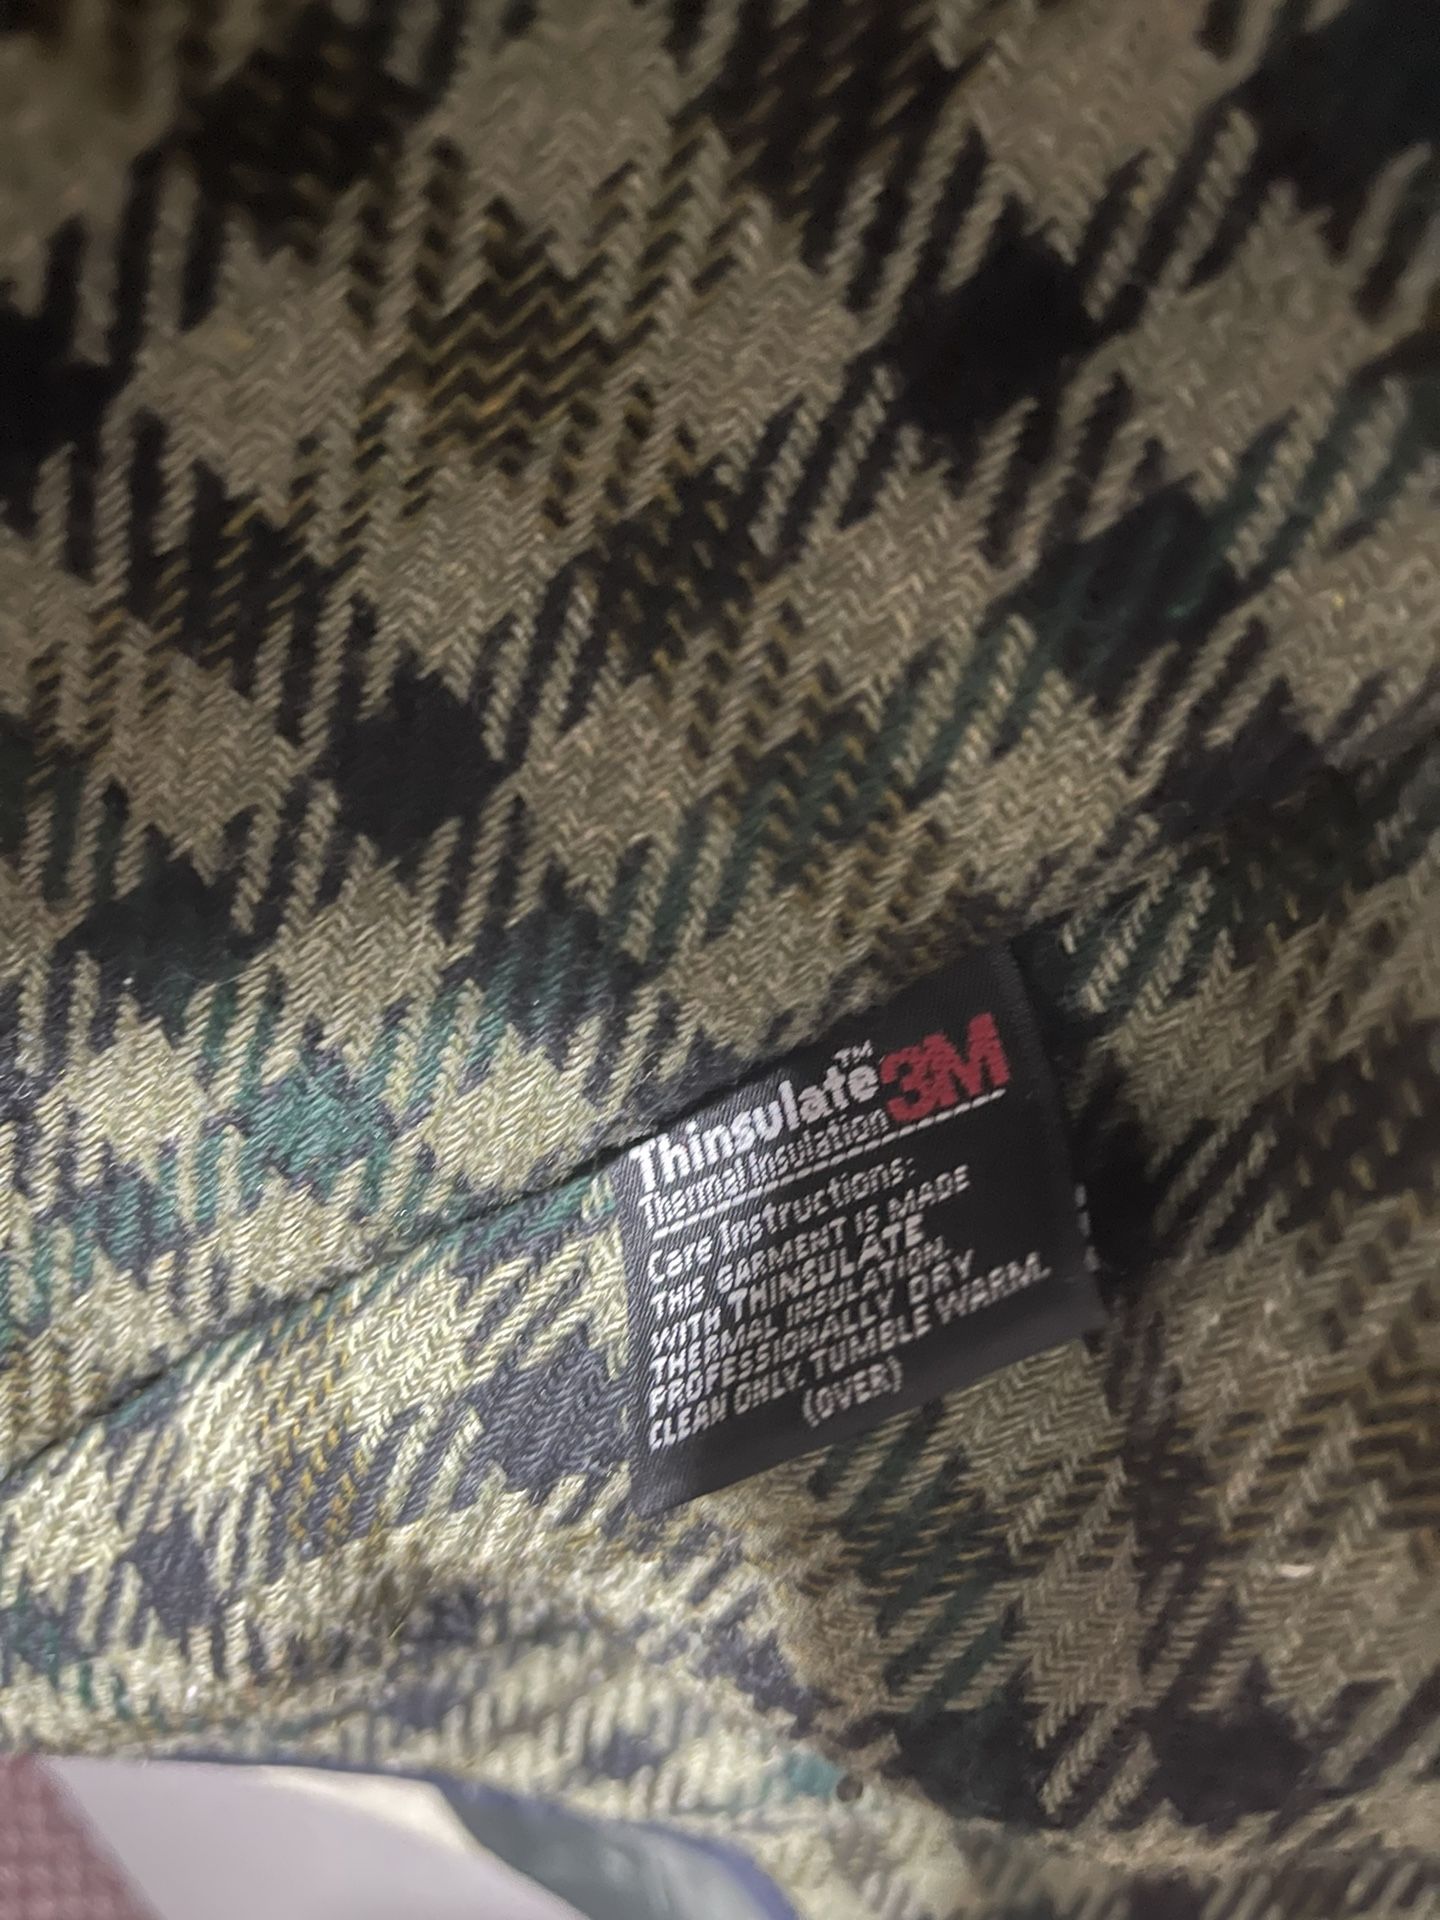 Thinsulate™ 3M
Thermal Insulation
Care Instructions:
THIS GARMENT IS MADE
WITH THINSULATE
THERMAL INSULATION.
PROFESSIONALLY DRY
CLEAN ONLY. TUMBLE WARM.
(OVER)